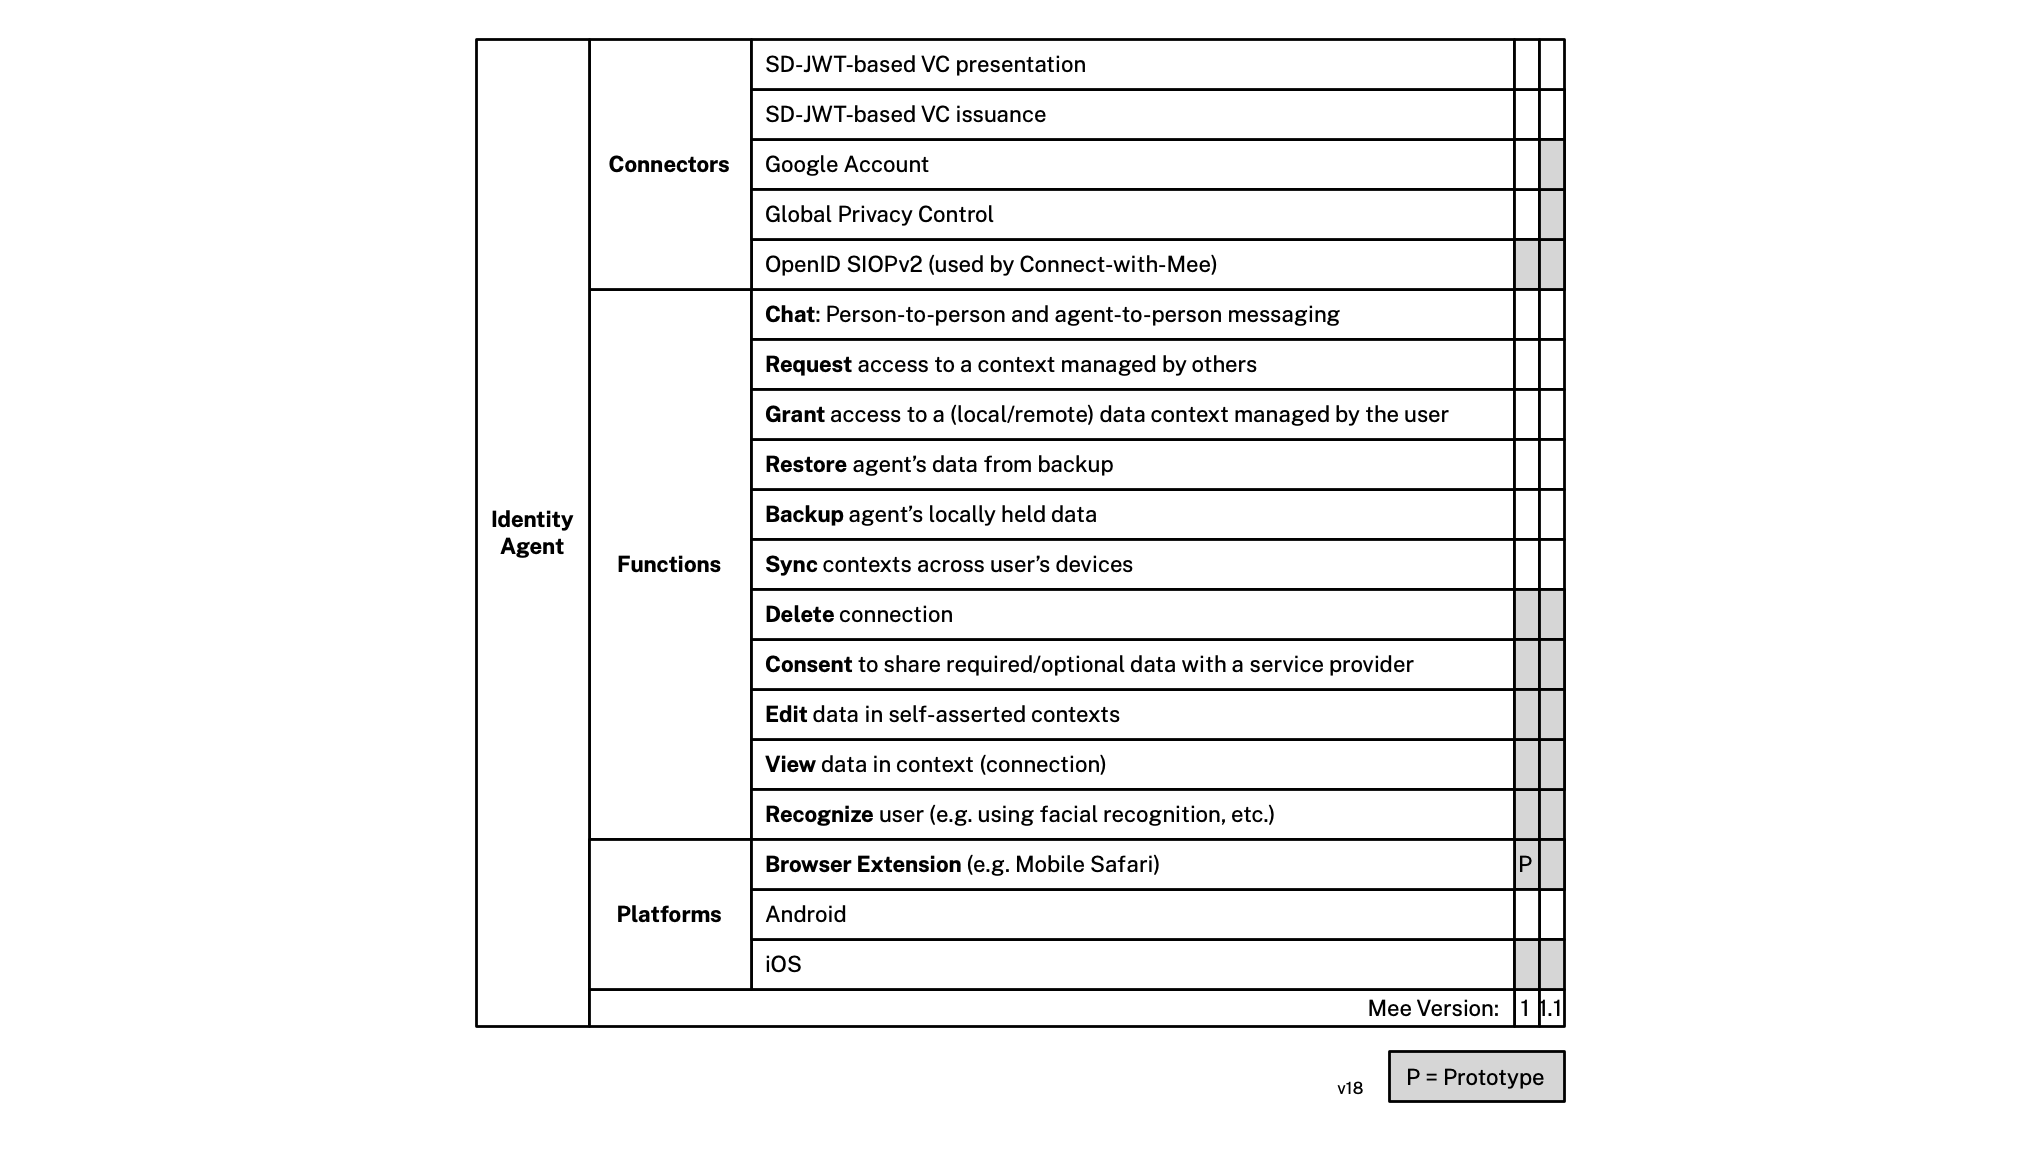 Identity
Agent
Connectors
SD-JWT-based VC presentation
SD-JWT-based VC issuance
Google Account
Global Privacy Control
OpenID SIOPv2 (used by Connect-with-Mee)
Functions
Chat: Person-to-person and agent-to-person messaging
Request access to a context managed by others
Grant access to a (local/remote) data context managed by the user
Restore agent’s data from backup
Backup agent’s locally held data
Sync contexts across user’s devices
Delete connection
Consent to share required/optional data with a service provider
Edit data in self-asserted contexts
View data in context (connection)
Recognize user (e.g. using facial recognition, etc.)
Platforms
Browser Extension (e.g. Mobile Safari) P
Android
iOS
Mee Version: 1 1.1
v18
P = Prototype